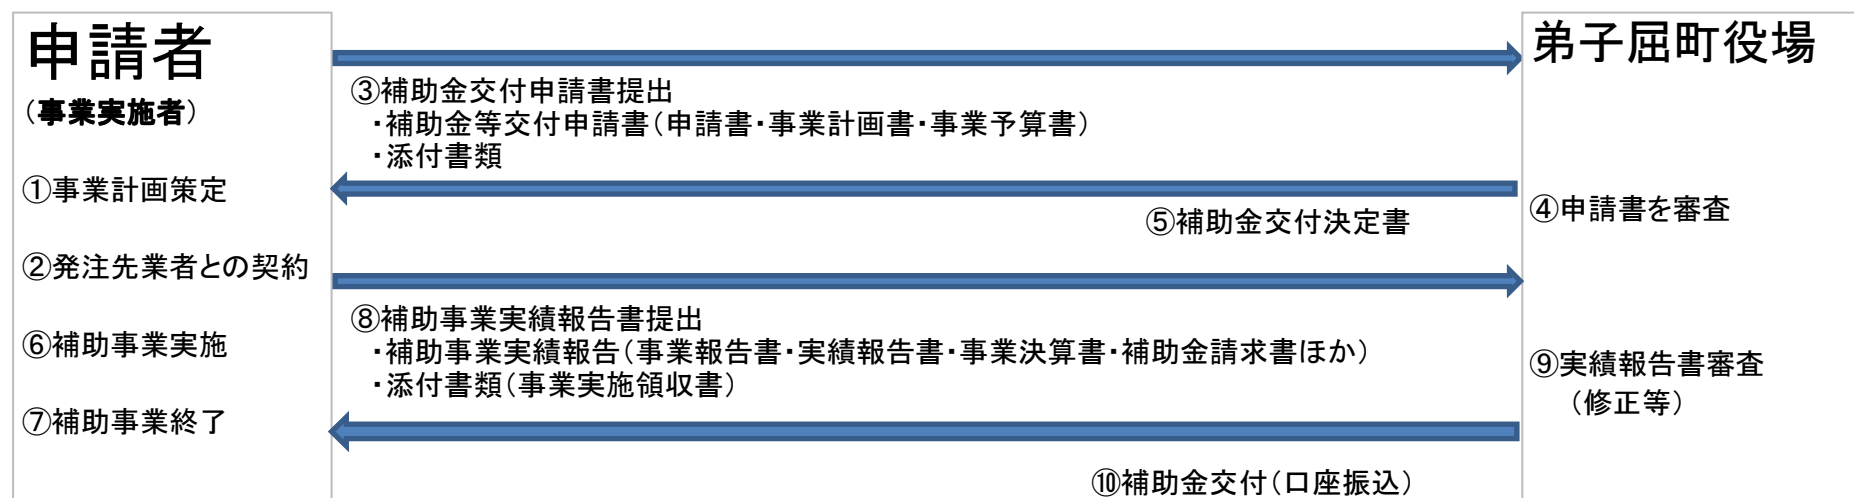 申請者
（事業実施者）
①事業計画策定
②発注先業者との契約
⑥補助事業実施
⑦補助事業終了
③補助金交付申請書提出
・補助金等交付申請書（申請書・事業計画書・事業予算書）
・添付書類
⑤補助金交付決定書
⑧補助事業実績報告書提出
・補助事業実績報告（事業報告書・実績報告書・事業決算書・補助金請求書ほか）
・添付書類（事業実施領収書）
⑩補助金交付（口座振込）
弟子屈町役場
④申請書を審査
⑨実績報告書審査
（修正等）